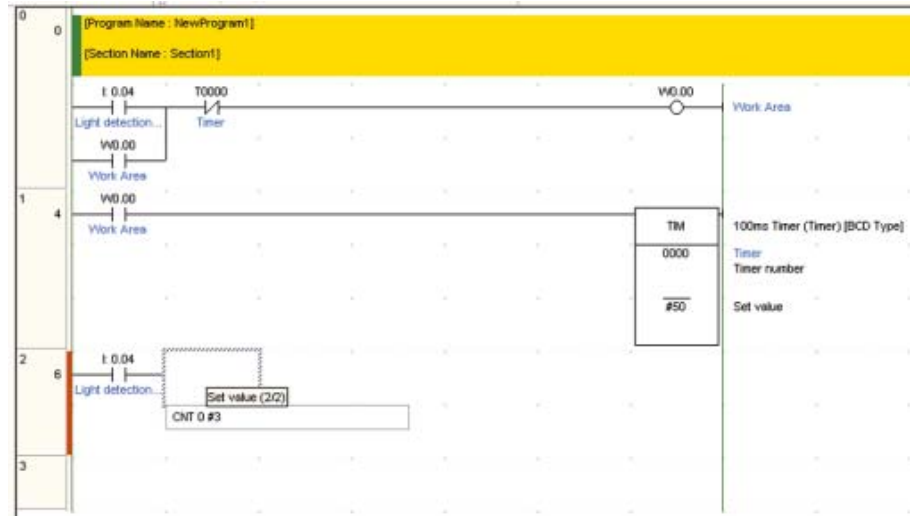 0
0
[Program Name : NewProgram1]
[Section Name : Section1]
I: 0.04 T0000 W0.00
Light detection... Timer Work Area
W0.00
Work Area
1
4
W0.00
Work Area
TIM 100ms Timer (Timer) [BCD Type]
0000 Timer
Timer number
#50 Set value
2
6
I: 0.04
Light detection...
Set value (2/2)
CNT 0 #3
3